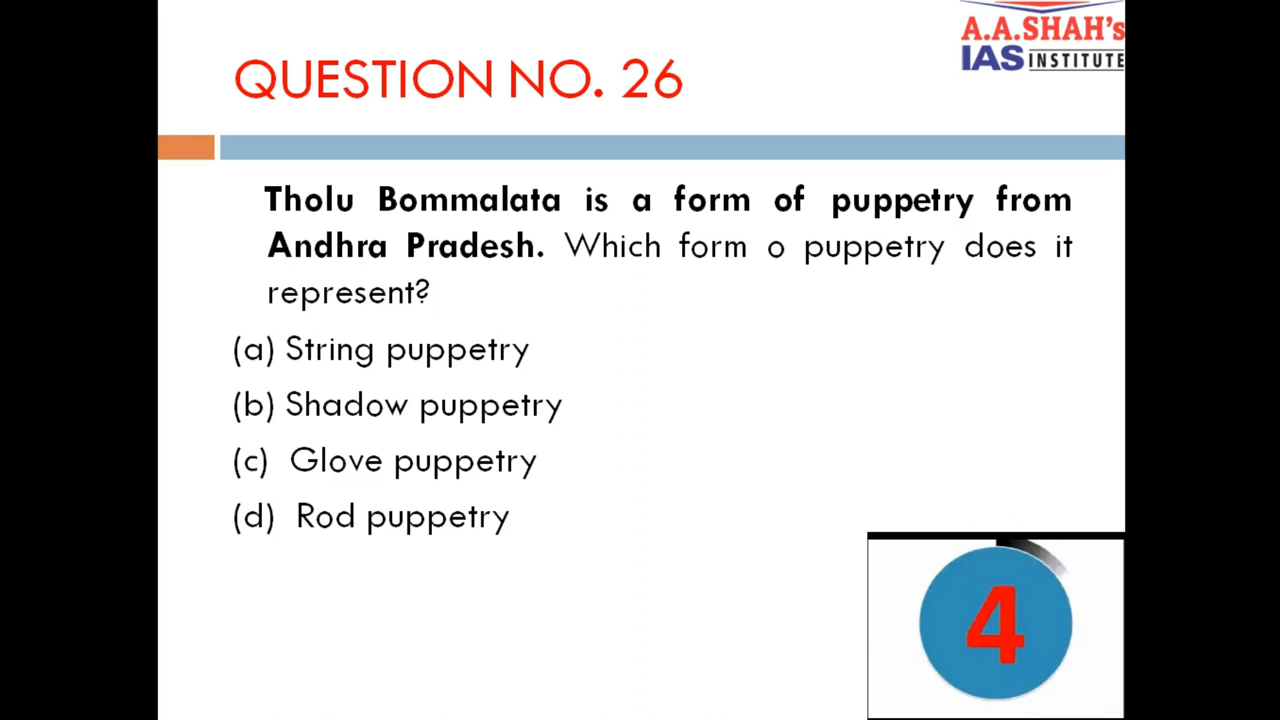 A.A.SHAH's
IAS INSTITUTE
QUESTION NO. 26
Tholu Bommalata is a form of puppetry from
Andhra Pradesh. Which form o puppetry does it
represent?
(a) String puppetry
(b) Shadow puppetry
(c) Glove puppetry
(d) Rod puppetry
4